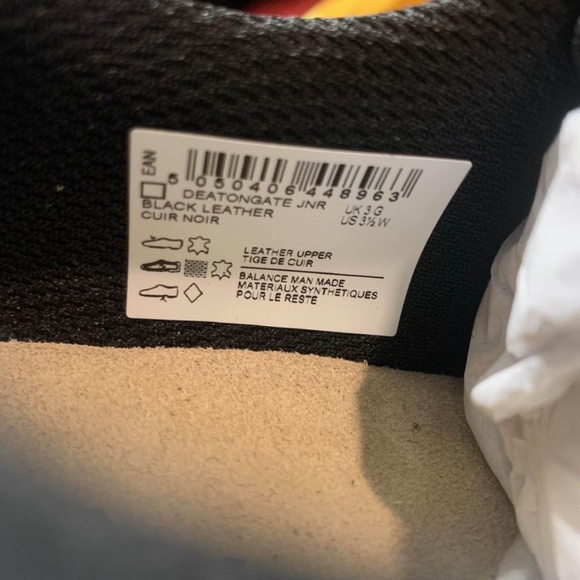 EAN
5 050406 448963
DEATONGATE JNR
BLACK LEATHER UK 3 G
CUIR NOIR US 3½ W
LEATHER UPPER
TIGE DE CUIR
BALANCE MAN MADE
MATERIAUX SYNTHETIQUES
POUR LE RESTE